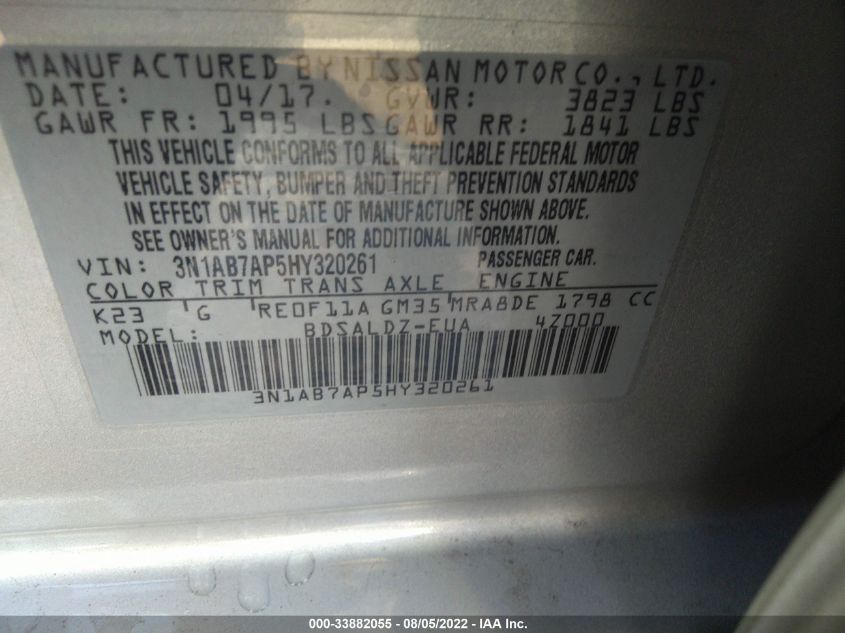 MANUFACTURED BY NISSAN MOTOR CO., LTD.
DATE: 04/17. GVWR: 3823 LBS
GAWR FR: 1995 LBS GAWR RR: 1841 LBS
THIS VEHICLE CONFORMS TO ALL APPLICABLE FEDERAL MOTOR
VEHICLE SAFETY, BUMPER AND THEFT PREVENTION STANDARDS
IN EFFECT ON THE DATE OF MANUFACTURE SHOWN ABOVE.
SEE OWNER'S MANUAL FOR ADDITIONAL INFORMATION.
VIN: 3N1AB7AP5HY320261 PASSENGER CAR.
COLOR TRIM TRANS AXLE ENGINE
K23 G RE0F11A GM35 MRA8DE 1798 CC
MODEL: BDSALDZ-EUA 4Z000
3N1AB7AP5HY320261
000-33882055 - 08/05/2022 - IAA Inc.